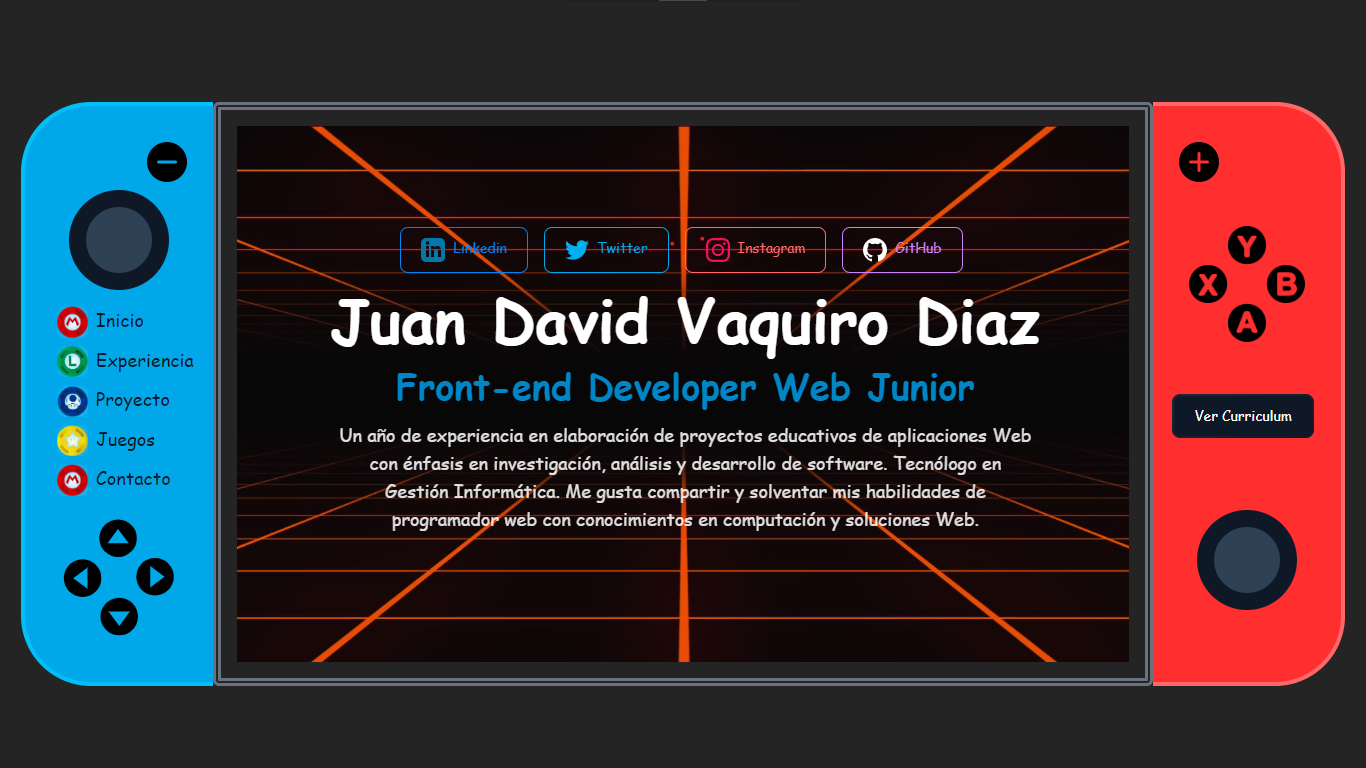 Linkedin
Twitter
Instagram
GitHub
Juan David Vaquiro Diaz
Front-end Developer Web Junior
Un año de experiencia en elaboración de proyectos educativos de aplicaciones Web
con énfasis en investigación, análisis y desarrollo de software. Tecnólogo en
Gestión Informática. Me gusta compartir y solventar mis habilidades de
programador web con conocimientos en computación y soluciones Web.
Inicio
L
Experiencia
Proyecto
Juegos
Contacto
Y
X
B
A
Ver Curriculum